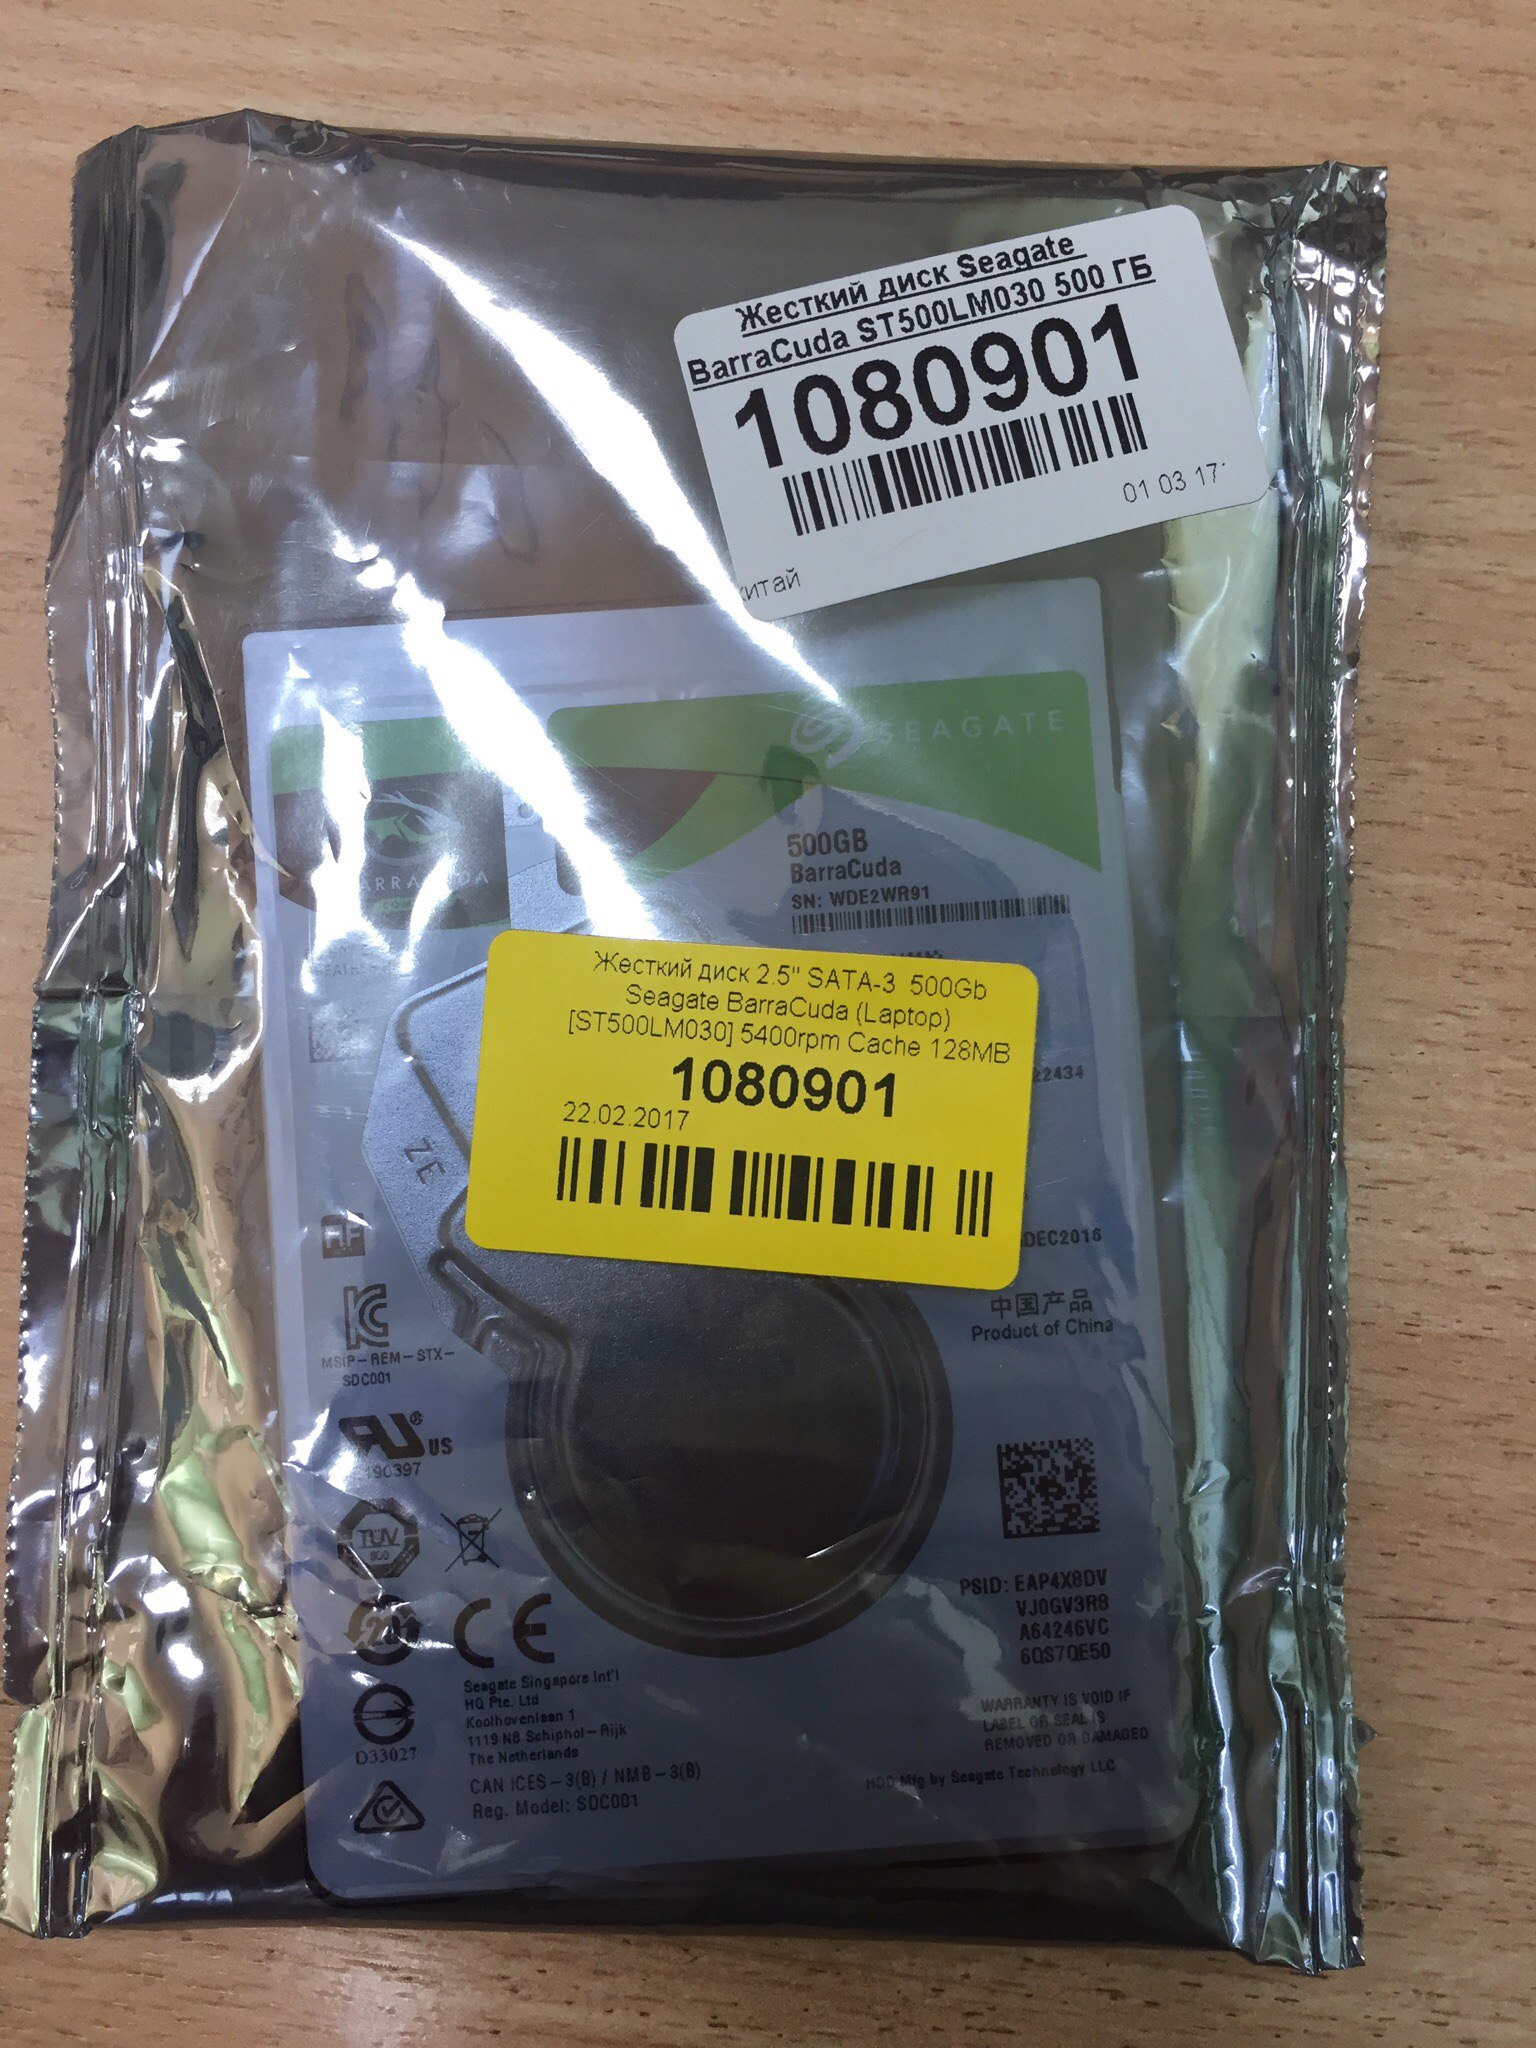 Жесткий диск Seagate
BarraCuda ST500LM030 500 ГБ
1080901
01 03 17
китай
SEAGATE
BARRACUDA
500GB
BarraCuda
SN: WDE2WR91
Жесткий диск 2.5" SATA-3 500Gb
Seagate BarraCuda (Laptop)
[ST500LM030] 5400rpm Cache 128MB
1080901
22.02.2017
22434
DEC2016
中国产品
Product of China
MSIP-REM-STX-
SDC001
US
TÜV
D33027
CE
Seagate Singapore Int'l
HQ Pte. Ltd
Koolhovenlaan 1
1119 NB Schiphol-Rijk
The Netherlands
CAN ICES-3(B) / NMB-3(B)
Reg. Model: SDC001
PSID: EAP4X8DV
VJ0GV3R8
A64246VC
6QS7QE50
WARRANTY IS VOID IF
LABEL OR SEAL IS
REMOVED OR DAMAGED
HDD Mfg by Seagate Technology LLC